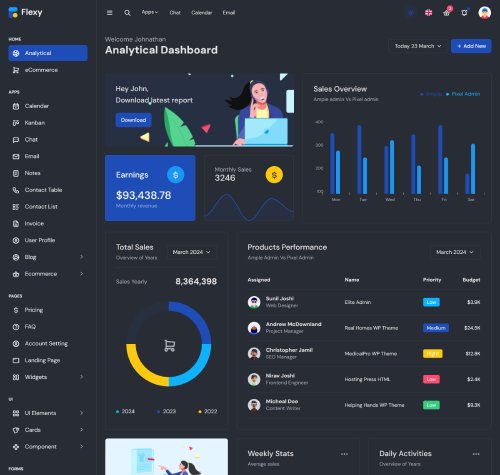 Flexy
Apps
Chat
Calendar
Email
HOME
Analytical
eCommerce
APPS
Calendar
Kanban
Chat
Email
Notes
Contact Table
Contact List
Invoice
User Profile
Blog
Ecommerce
PAGES
Pricing
FAQ
Account Setting
Landing Page
Widgets
UI
UI Elements
Cards
Component
FORMS
Welcome Johnathan
Analytical Dashboard
Today 23 March
+ Add New
Hey John,
Download latest report
Download
Earnings
$
$93,438.78
Monthly revenue
Monthly Sales
3246
$
Sales Overview
Ample admin Vs Pixel admin
Ample
Pixel Admin
400
300
200
100
Mon
Tue
Wed
Thu
Fri
Sat
Total Sales
Overview of Years
March 2024
Sales Yearly
8,364,398
2024
2023
2022
Products Performance
Ample Admin Vs Pixel Admin
March 2024
Assigned Name Priority Budget
Sunil Joshi
Web Designer
Elite Admin
Low
$3.9K
Andrew McDownland
Project Manager
Real Homes WP Theme
Medium
$24.5K
Christopher Jamil
SEO Manager
MedicalPro WP Theme
High
$12.8K
Nirav Joshi
Frontend Engineer
Hosting Press HTML
Low
$2.4K
Micheal Doe
Content Writer
Helping Hands WP Theme
Low
$9.3K
Weekly Stats
Average sales
Daily Activities
Overview of Years